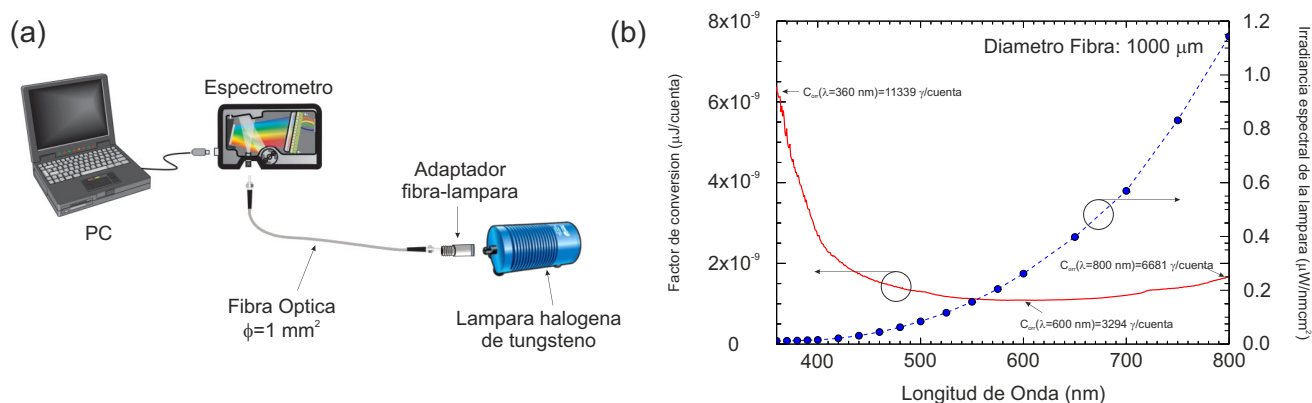 (a)
Espectrometro
Adaptador
fibra-lampara
PC
Fibra Optica
ϕ=1 mm²
Lampara halogena
de tungsteno
(b)
Diametro Fibra: 1000 μm
C_orr(λ=360 nm)=11339 γ/cuenta
C_orr(λ=800 nm)=6681 γ/cuenta
C_orr(λ=600 nm)=3294 γ/cuenta
Factor de conversion (μJ/cuenta)
8x10⁻⁹
6x10⁻⁹
4x10⁻⁹
2x10⁻⁹
0
1.2
1.0
0.8
0.6
0.4
0.2
0.0
Irradiancia espectral de la lampara (μW/nmcm²)
400
500
600
700
800
Longitud de Onda (nm)